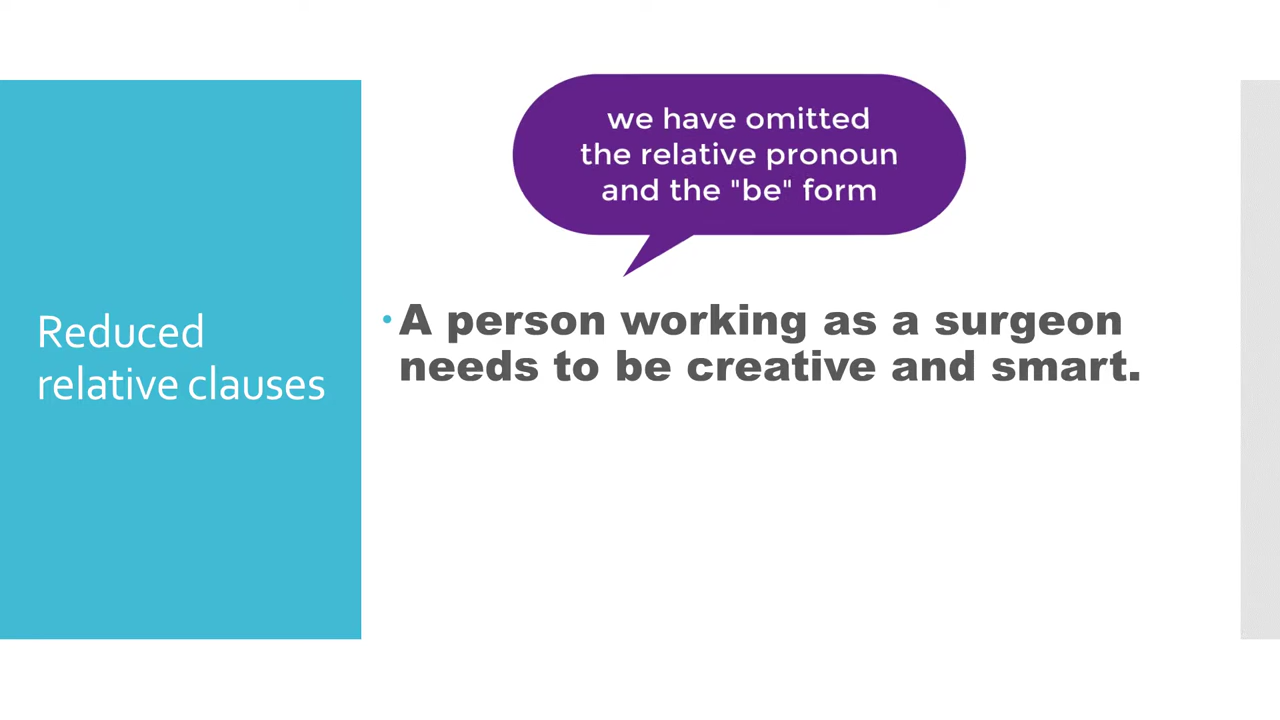 we have omitted
the relative pronoun
and the "be" form
Reduced
relative clauses
• A person working as a surgeon
needs to be creative and smart.